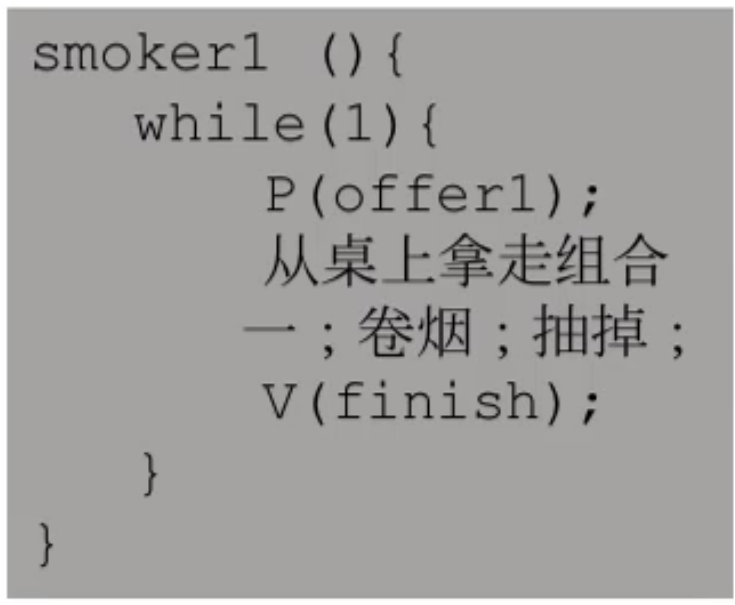 smoker1 (){
while(1){
P(offer1);
从桌上拿走组合
一；卷烟；抽掉；
V(finish);
}
}